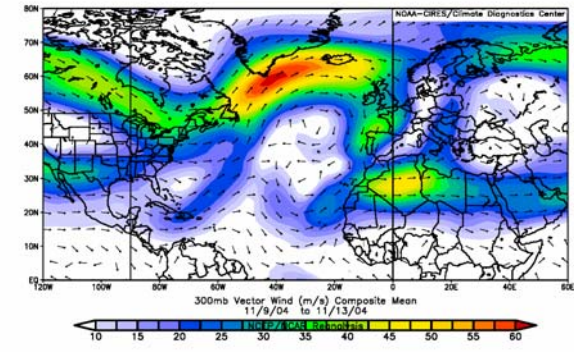 NOAA-CIRES/Climate Diagnostics Center
80N
70N
60N
50N
40N
30N
20N
10N
EQ
120W 100W 80W 60W 40W 20W 0 20E 40E 60E
300mb Vector Wind (m/s) Composite Mean
11/9/04 to 11/13/04
NCEP/NCAR Reanalysis
10 15 20 25 30 35 40 45 50 55 60